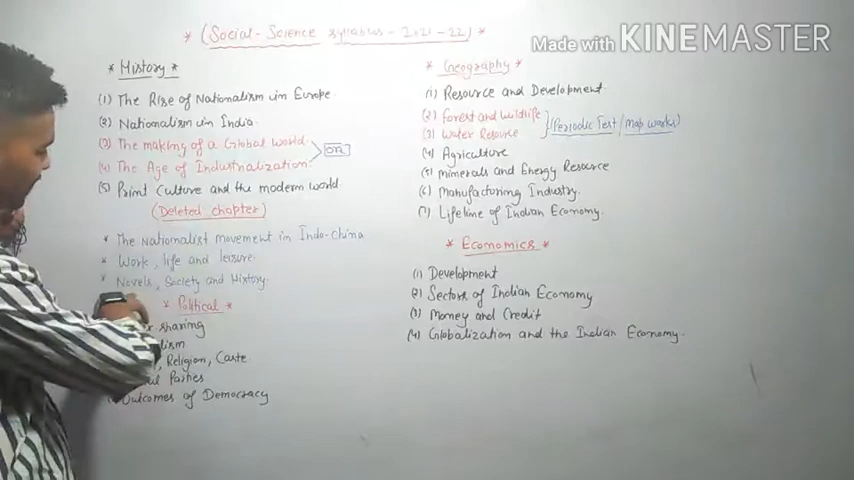 Made with KINEMASTER
* (Social-Science syllabus - 2021-22) *
* History *
(1) The Rise of Nationalism in Europe
(2) Nationalism in India.
(3) The making of a Global world
(4) The Age of Industrialization
OR
(5) Print Culture and the modern world
(Deleted chapter)
* The Nationalist movement in Indo-China
* Work, life and leisure
* Novels, Society and History.
* Political *
sharing
lism
, Religion, Caste
Parties
Outcomes of Democracy
* Geography *
(1) Resource and Development
(2) Forest and Wildlife
(3) Water Resource
(Periodic Test / map works)
(4) Agriculture
(5) minerals and Energy Resource
(6) Manufacturing Industry.
(7) Lifeline of Indian Economy.
* Economics *
(1) Development
(2) Sectors of Indian Economy
(3) Money and Credit
(4) Globalization and the Indian Economy.